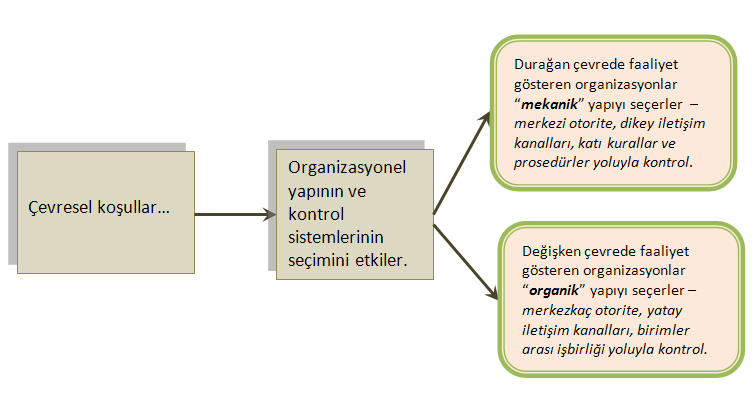 Çevresel koşullar...
Organizasyonel
yapının ve
kontrol
sistemlerinin
seçimini etkiler.
Durağan çevrede faaliyet
gösteren organizasyonlar
“mekanik” yapıyı seçerler –
merkezi otorite, dikey iletişim
kanalları, katı kurallar ve
prosedürler yoluyla kontrol.
Değişken çevrede faaliyet
gösteren organizasyonlar
“organik” yapıyı seçerler –
merkezkaç otorite, yatay
iletişim kanalları, birimler
arası işbirliği yoluyla kontrol.